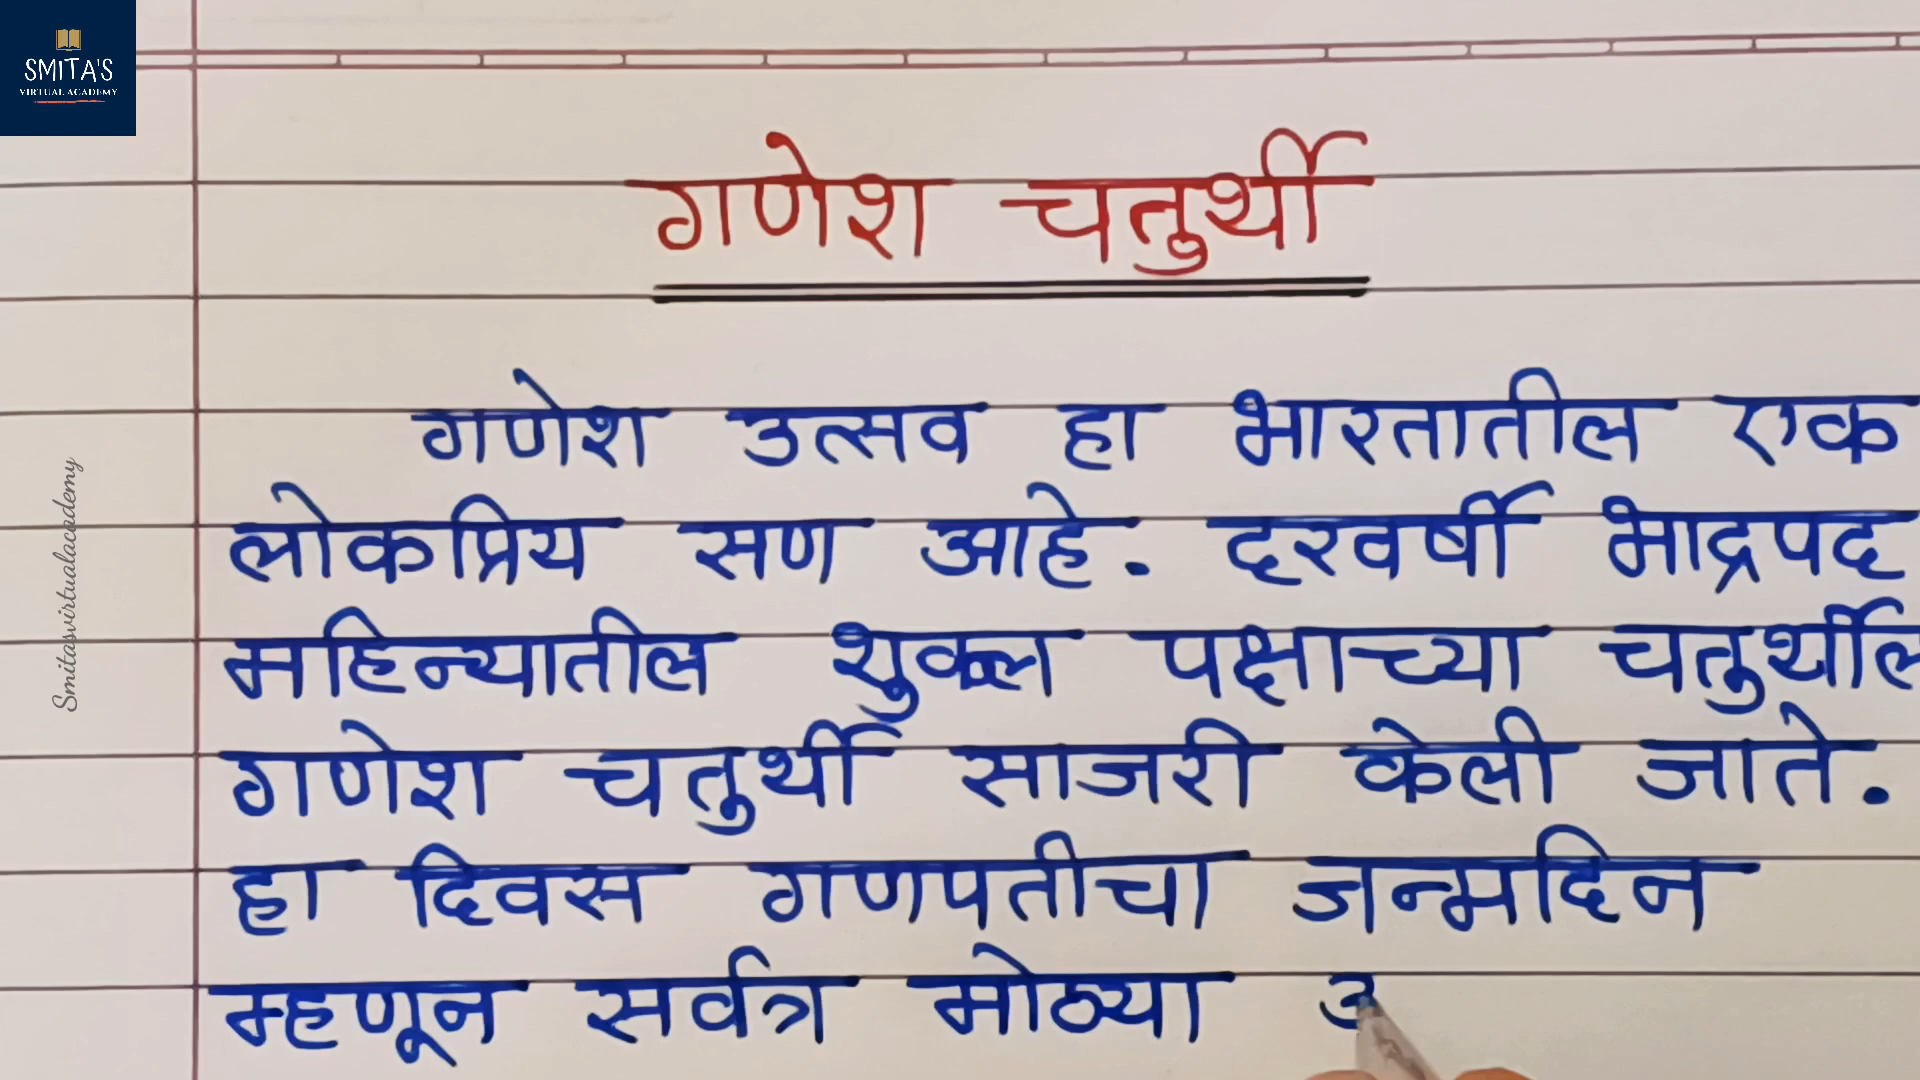 SMITA'S
VIRTUAL ACADEMY
गणेश चतुर्थी
गणेश उत्सव हा भारतातील एक
लोकप्रिय सण आहे. दरवर्षी भाद्रपद
महिन्यातील शुक्ल पक्षाच्या चतुर्थील
गणेश चतुर्थी साजरी केली जाते.
हा दिवस गणपतीचा जन्मदिन
म्हणून सर्वत्र मोठ्या उ
Smitasvirtualacademy